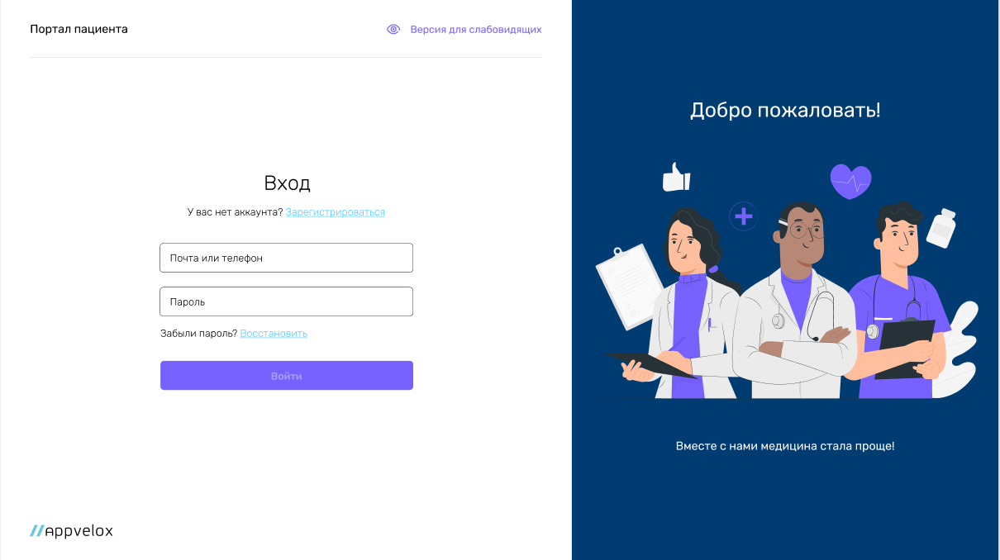 Портал пациента
Версия для слабовидящих
Вход
У вас нет аккаунта? Зарегистрироваться
Почта или телефон
Пароль
Забыли пароль? Восстановить
Войти
//appvelox
Добро пожаловать!
Вместе с нами медицина стала проще!